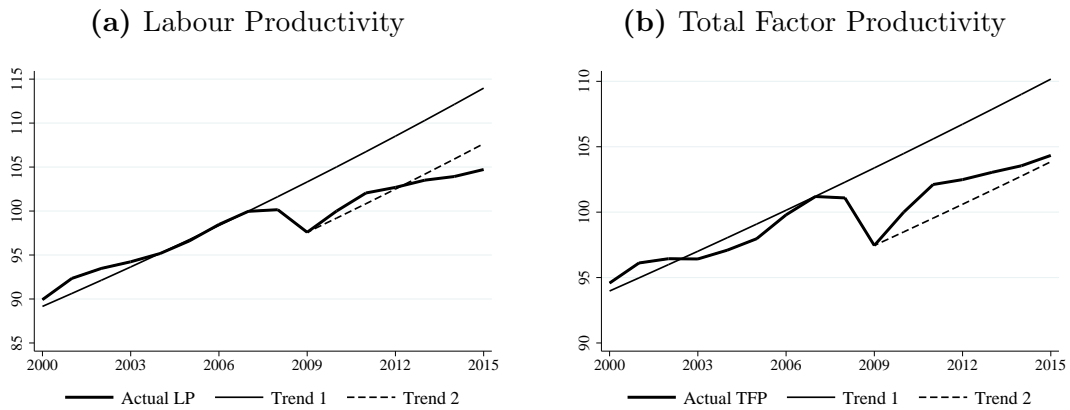 (a) Labour Productivity
115
110
105
100
95
90
85
2000 2003 2006 2009 2012 2015
Actual LP Trend 1 Trend 2
(b) Total Factor Productivity
110
105
100
95
90
2000 2003 2006 2009 2012 2015
Actual TFP Trend 1 Trend 2